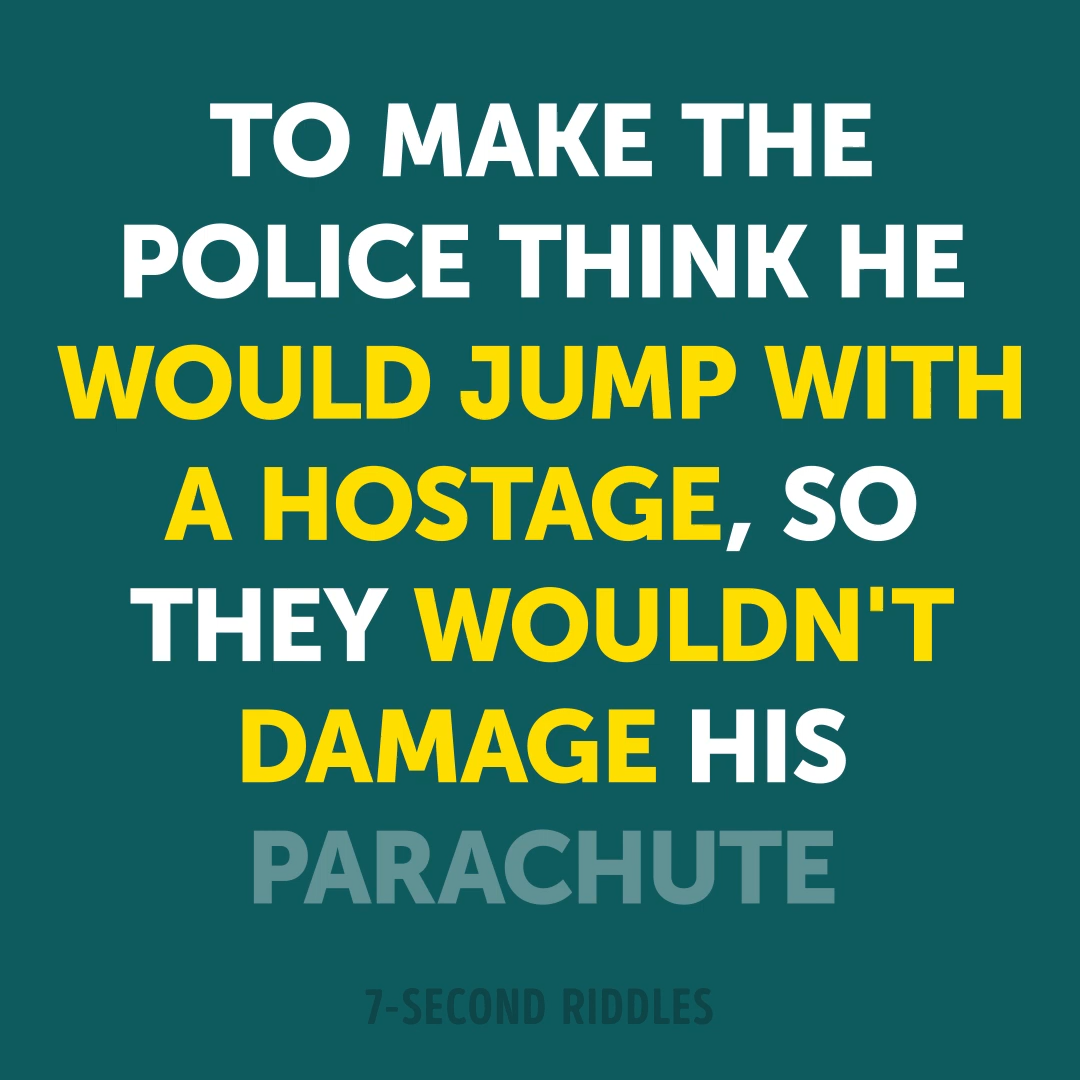 TO MAKE THE
POLICE THINK HE
WOULD JUMP WITH
A HOSTAGE, SO
THEY WOULDN'T
DAMAGE HIS
PARACHUTE
7-SECOND RIDDLES